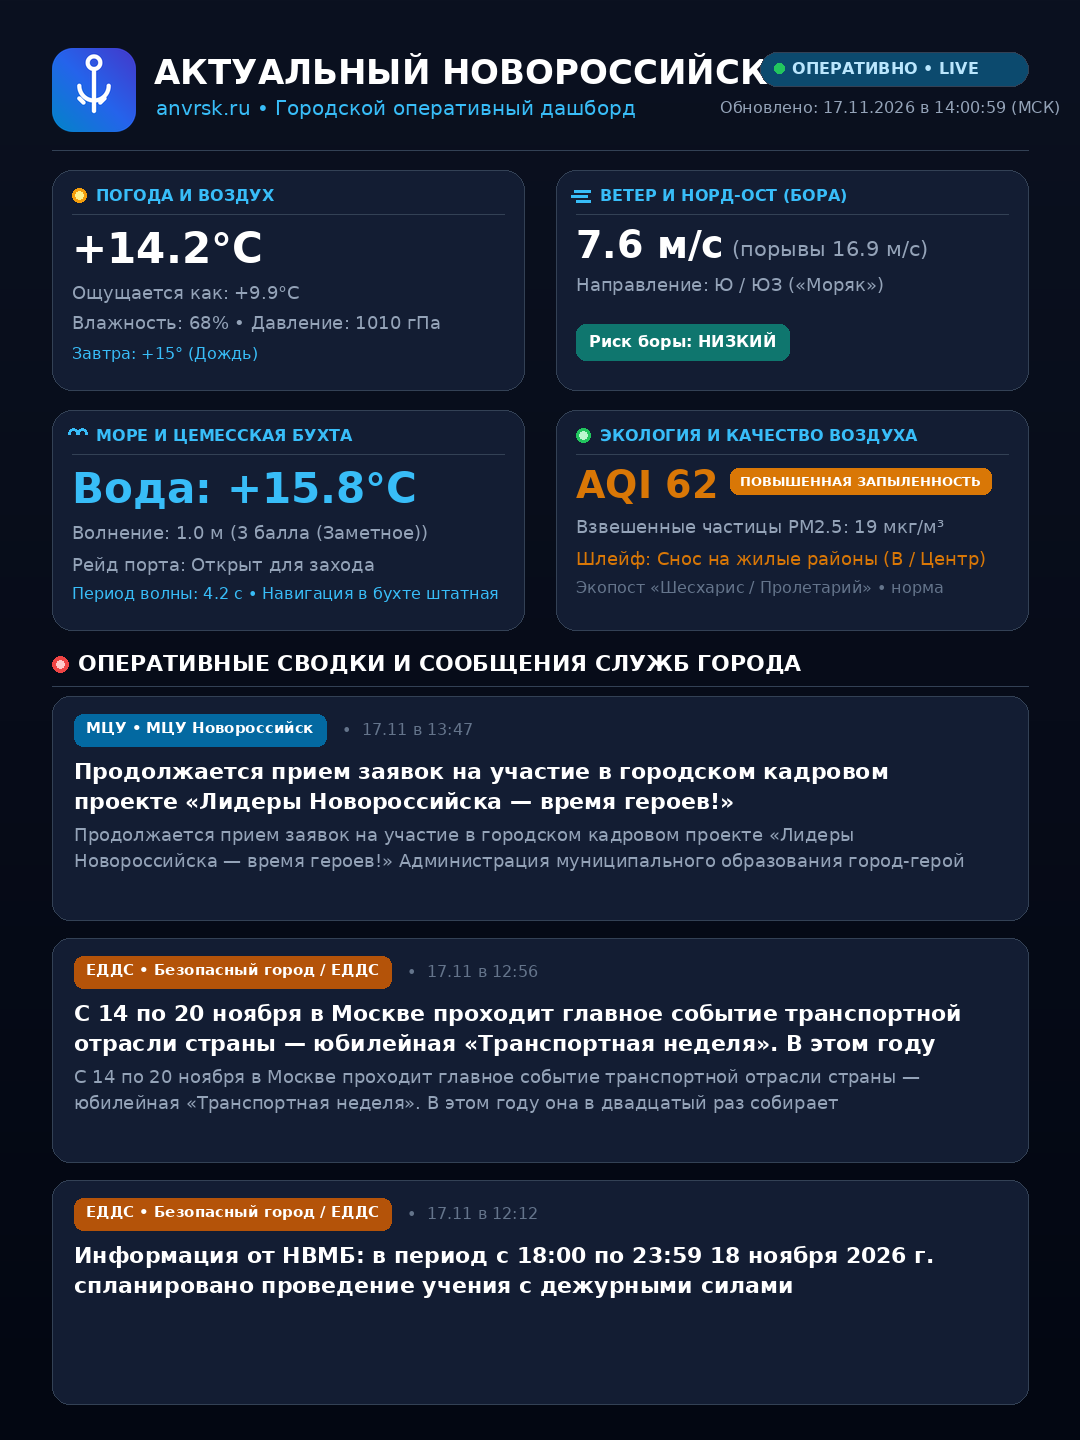 АКТУАЛЬНЫЙ НОВОРОССИЙСК
ОПЕРАТИВНО • LIVE
anvrsk.ru • Городской оперативный дашборд
Обновлено: 17.11.2026 в 14:00:59 (МСК)
ПОГОДА И ВОЗДУХ
+14.2°C
Ощущается как: +9.9°C
Влажность: 68% • Давление: 1010 гПа
Завтра: +15° (Дождь)
ВЕТЕР И НОРД-ОСТ (БОРА)
7.6 м/с (порывы 16.9 м/с)
Направление: Ю / ЮЗ («Моряк»)
Риск боры: НИЗКИЙ
МОРЕ И ЦЕМЕССКАЯ БУХТА
Вода: +15.8°C
Волнение: 1.0 м (3 балла (Заметное))
Рейд порта: Открыт для захода
Период волны: 4.2 с • Навигация в бухте штатная
ЭКОЛОГИЯ И КАЧЕСТВО ВОЗДУХА
AQI 62 ПОВЫШЕННАЯ ЗАПЫЛЕННОСТЬ
Взвешенные частицы PM2.5: 19 мкг/м³
Шлейф: Снос на жилые районы (В / Центр)
Экопост «Шесхарис / Пролетарий» • норма
ОПЕРАТИВНЫЕ СВОДКИ И СООБЩЕНИЯ СЛУЖБ ГОРОДА
МЦУ • МЦУ Новороссийск • 17.11 в 13:47
Продолжается прием заявок на участие в городском кадровом
проекте «Лидеры Новороссийска — время героев!»
Продолжается прием заявок на участие в городском кадровом проекте «Лидеры
Новороссийска — время героев!» Администрация муниципального образования город-герой
ЕДДС • Безопасный город / ЕДДС • 17.11 в 12:56
С 14 по 20 ноября в Москве проходит главное событие транспортной
отрасли страны — юбилейная «Транспортная неделя». В этом году
С 14 по 20 ноября в Москве проходит главное событие транспортной отрасли страны —
юбилейная «Транспортная неделя». В этом году она в двадцатый раз собирает
ЕДДС • Безопасный город / ЕДДС • 17.11 в 12:12
Информация от НВМБ: в период с 18:00 по 23:59 18 ноября 2026 г.
спланировано проведение учения с дежурными силами